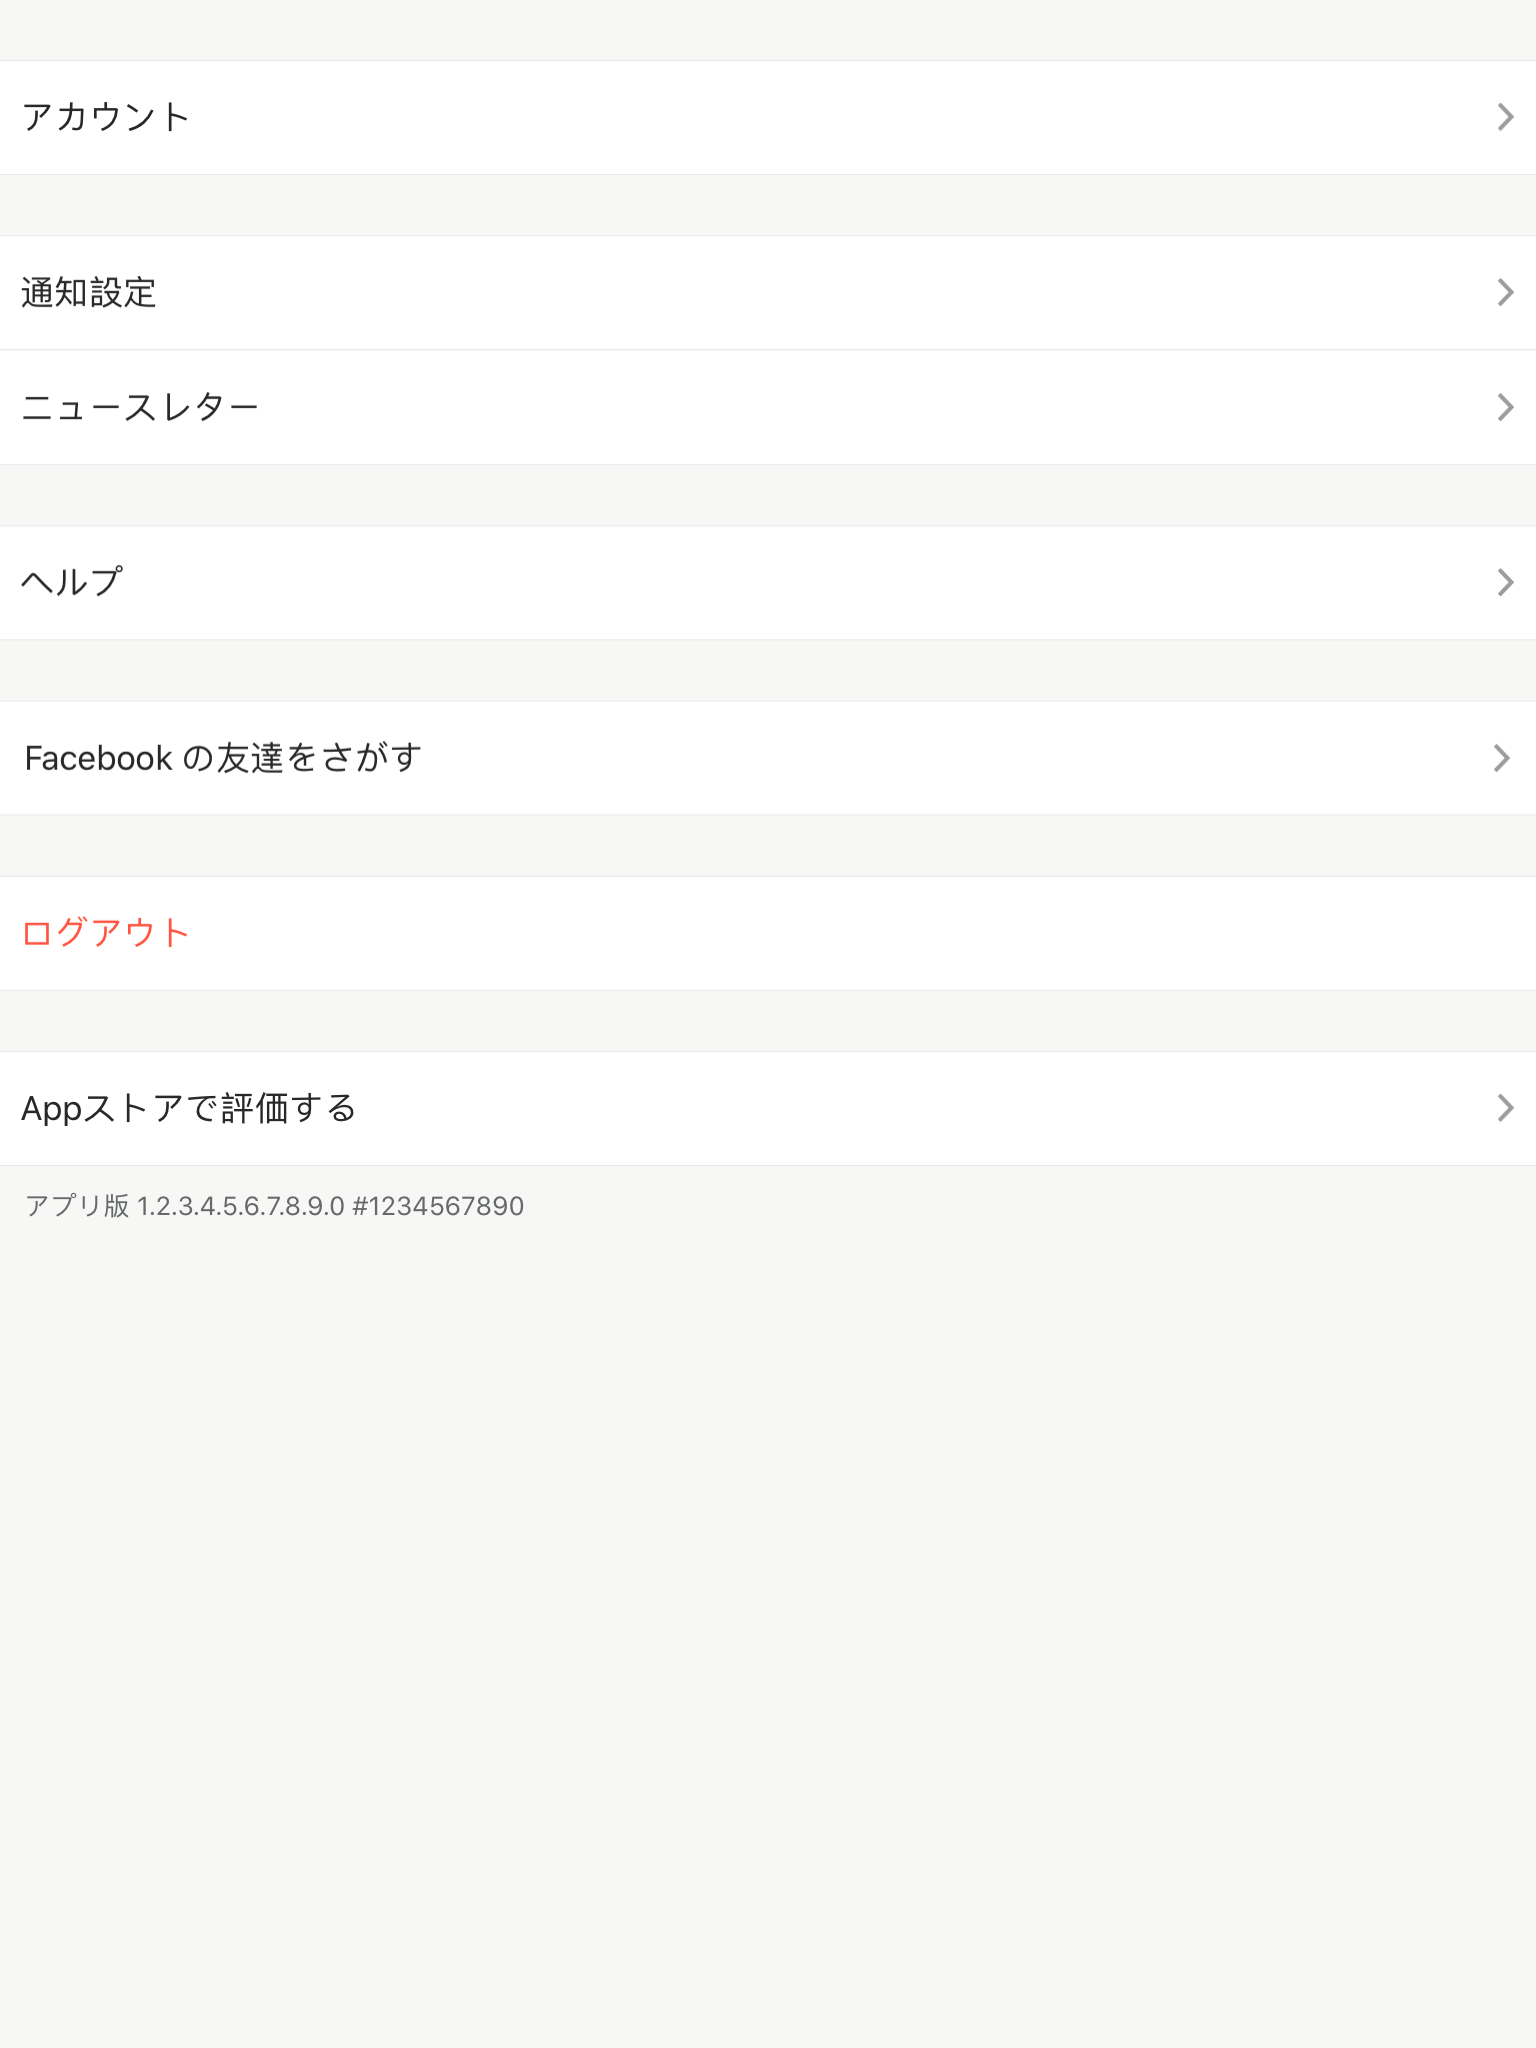 アカウント
通知設定
ニュースレター
ヘルプ
Facebook の友達をさがす
ログアウト
Appストアで評価する
アプリ版 1.2.3.4.5.6.7.8.9.0 #1234567890